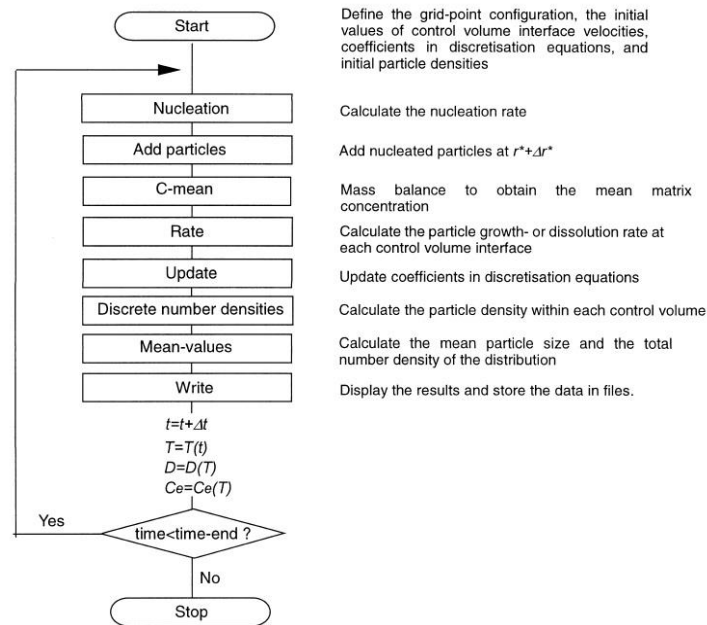 Start
Define the grid-point configuration, the initial
values of control volume interface velocities,
coefficients in discretisation equations, and
initial particle densities
Nucleation
Calculate the nucleation rate
Add particles
Add nucleated particles at r*+Δr*
C-mean
Mass balance to obtain the mean matrix
concentration
Rate
Calculate the particle growth- or dissolution rate at
each control volume interface
Update
Update coefficients in discretisation equations
Discrete number densities
Calculate the particle density within each control volume
Mean-values
Calculate the mean particle size and the total
number density of the distribution
Write
Display the results and store the data in files.
t=t+Δt
T=T(t)
D=D(T)
Ce=Ce(T)
Yes
time<time-end ?
No
Stop